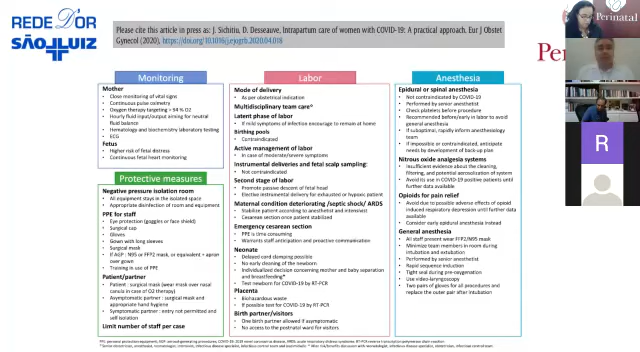 REDE D'OR
SÃO LUIZ
Please cite this article in press as: J. Sichitiu, D. Desseauve, Intrapartum care of women with COVID-19: A practical approach. Eur J Obstet
Gynecol (2020), https://doi.org/10.1016/j.ejogrb.2020.04.018
Perinatal
Per
Monitoring
Mother
Close monitoring of vital signs
Continuous pulse oximetry
Oxygen therapy targeting > 94 % O2
Hourly fluid input/output aiming for neutral
fluid balance
Hematology and biochemistry laboratory testing
ECG
Fetus
Higher risk of fetal distress
Continuous fetal heart monitoring
Protective measures
Negative pressure isolation room
All equipment stays in the isolated space
Appropriate disinfection of room and equipment
PPE for staff
Eye protection (goggles or face shield)
Surgical cap
Gloves
Gown with long sleeves
Surgical mask
If AGP : N95 or FFP2 mask, or equivalent + apron
over gown
Training in use of PPE
Patient/partner
Patient : surgical mask (wear mask over nasal
canula in case of O2 therapy)
Asymptomatic partner : surgical mask and
appropriate hand hygiene
Symptomatic partner : entry not permitted and
self isolation
Limit number of staff per case
Labor
Mode of delivery
As per obstetrical indication
Multidisciplinary team care
Latent phase of labor
If mild symptoms of infection encourage to remain at home
Birthing pools
Contraindicated
Active management of labor
In case of moderate/severe symptoms
Instrumental deliveries and fetal scalp sampling:
Not contraindicated
Second stage of labor
Promote passive descent of fetal head
Elective instrumental delivery for exhausted or hypoxic patient
Maternal condition deteriorating /septic shock/ ARDS
Stabilize patient according to anesthetist and intensivist
Cesarean section once patient stabilized
Emergency cesarean section
PPE is time consuming
Warrants staff anticipation and proactive communication
Neonate
Delayed cord clamping possible
No early cleaning of the newborn
Individualized decision concerning mother and baby separation
and breastfeeding*
Test newborn for COVID-19 by RT-PCR
Placenta
Biohazardous waste
If possible test for COVID-19 by RT-PCR
Birth partner/visitors
One birth partner allowed if asymptomatic
No access to the postnatal ward for visitors
Anesthesia
Epidural or spinal anesthesia
Not contraindicated by COVID-19
Performed by senior anesthetist
Check platelets before procedure
Recommended before/early in labor to avoid
general anesthesia
If suboptimal, rapidly inform anesthesiology
team
If impossible or contraindicated, anticipate
needs by development of back-up plan
Nitrous oxide analgesia systems
Insufficient evidence about the cleaning,
filtering, and potential aerosolization of system
Avoid its use in COVID-19 positive patients until
further data available
Opioids for pain relief
Avoid due to possible adverse effects of opioid
induced respiratory depression until further data
available
Consider early epidural anesthesia instead
General anesthesia
All staff present wear FFP2/N95 mask
Minimize team members in room during
intubation and extubation
Performed by senior anesthetist
Rapid sequence induction
Tight seal during pre-oxygenation
Use video-laryngoscopy
Two pairs of gloves for all procedures and
replace the outer pair after intubation
R